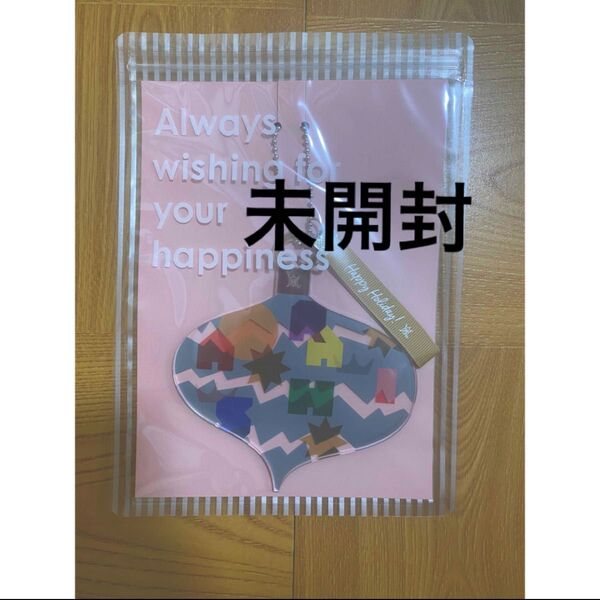 Always
wishing for
your
happiness
未開封
Happy Holiday!